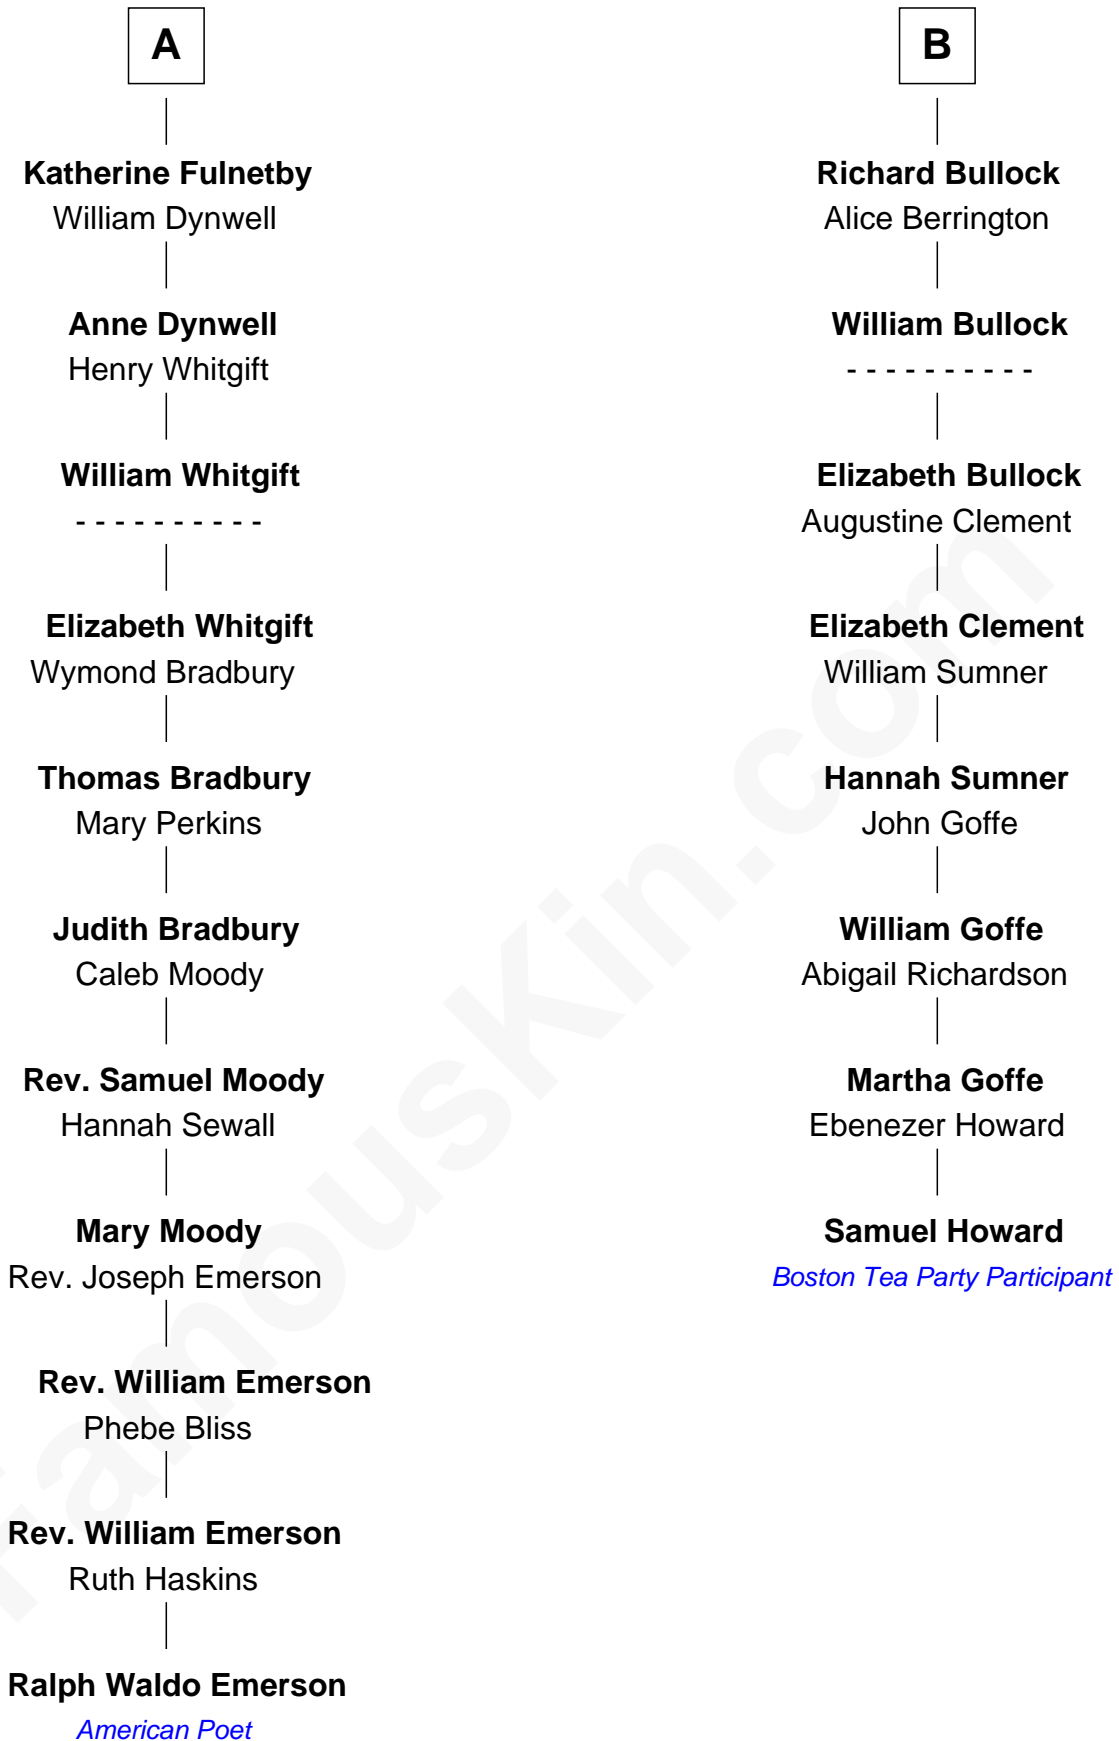 A
Katherine Fulnetby
William Dynwell
Anne Dynwell
Henry Whitgift
William Whitgift
- - - - - - - - - -
Elizabeth Whitgift
Wymond Bradbury
Thomas Bradbury
Mary Perkins
Judith Bradbury
Caleb Moody
Rev. Samuel Moody
Hannah Sewall
Mary Moody
Rev. Joseph Emerson
Rev. William Emerson
Phebe Bliss
Rev. William Emerson
Ruth Haskins
Ralph Waldo Emerson
American Poet
B
Richard Bullock
Alice Berrington
William Bullock
- - - - - - - - - -
Elizabeth Bullock
Augustine Clement
Elizabeth Clement
William Sumner
Hannah Sumner
John Goffe
William Goffe
Abigail Richardson
Martha Goffe
Ebenezer Howard
Samuel Howard
Boston Tea Party Participant
FamousKin.com